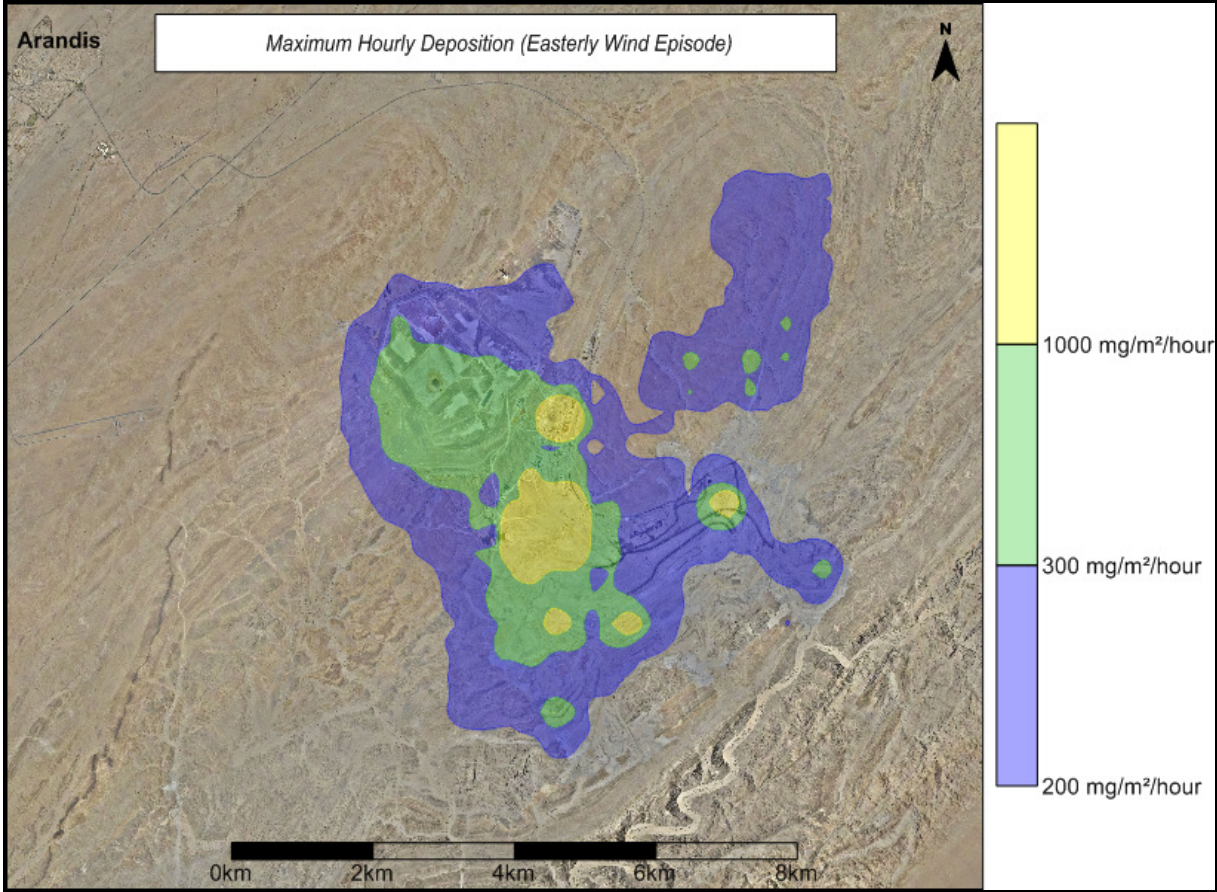 Arandis
Maximum Hourly Deposition (Easterly Wind Episode)
N
1000 mg/m²/hour
300 mg/m²/hour
200 mg/m²/hour
0km 2km 4km 6km 8km